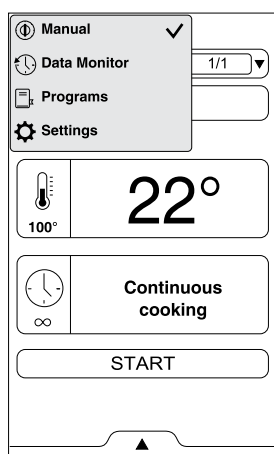 Manual
Data Monitor
1/1
Programs
Settings
22°
100°
Continuous
cooking
∞
START